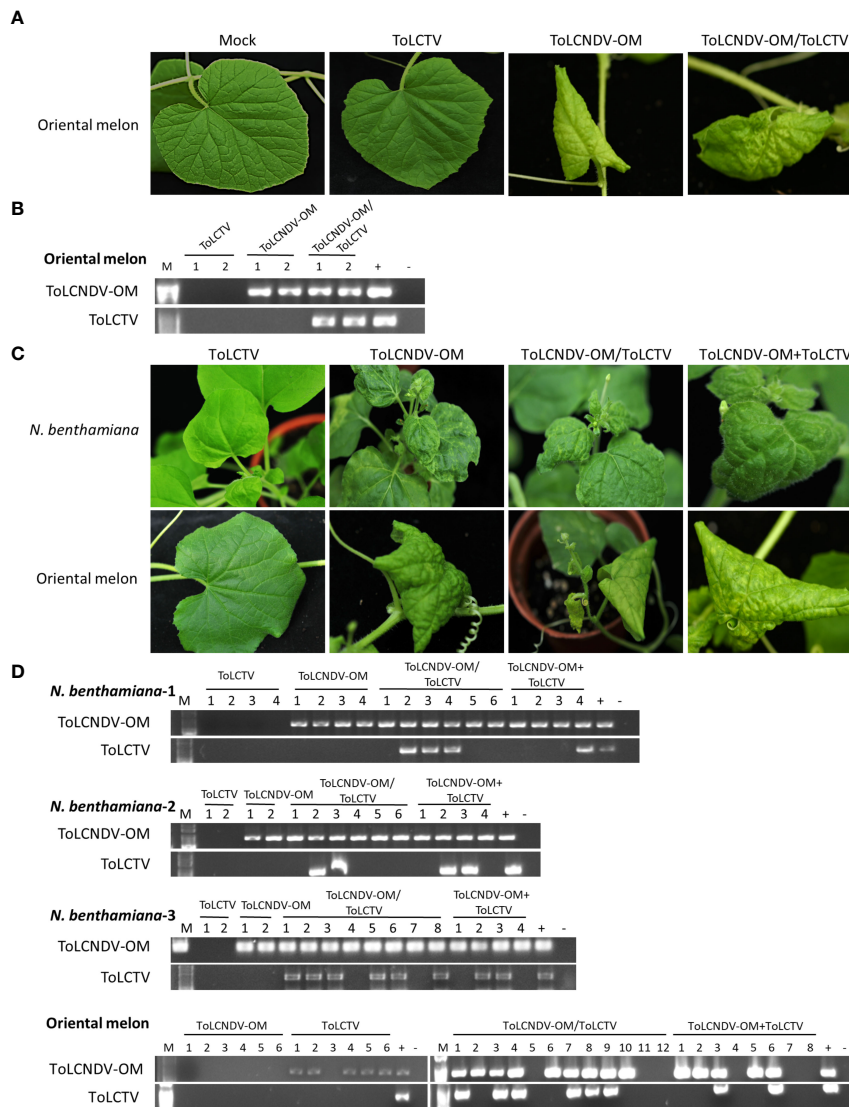 A
Mock ToLCTV ToLCNDV-OM ToLCNDV-OM/ToLCTV
Oriental melon
B
ToLCTV ToLCNDV-OM ToLCNDV-OM/ ToLCTV
Oriental melon
M 1 2 1 2 1 2 + -
ToLCNDV-OM
ToLCTV
C
ToLCTV ToLCNDV-OM ToLCNDV-OM/ToLCTV ToLCNDV-OM+ToLCTV
N. benthamiana
Oriental melon
D
ToLCTV ToLCNDV-OM ToLCNDV-OM/ ToLCTV ToLCNDV-OM+ ToLCTV
N. benthamiana-1
M 1 2 3 4 1 2 3 4 1 2 3 4 5 6 1 2 3 4 + -
ToLCNDV-OM
ToLCTV
ToLCTV ToLCNDV-OM ToLCNDV-OM/ ToLCTV ToLCNDV-OM+ ToLCTV
N. benthamiana-2
M 1 2 1 2 1 2 3 4 5 6 1 2 3 4 + -
ToLCNDV-OM
ToLCTV
ToLCTV ToLCNDV-OM ToLCNDV-OM/ ToLCTV ToLCNDV-OM+ ToLCTV
N. benthamiana-3
M 1 2 1 2 1 2 3 4 5 6 7 8 1 2 3 4 + -
ToLCNDV-OM
ToLCTV
Oriental melon
ToLCNDV-OM ToLCTV ToLCNDV-OM/ToLCTV ToLCNDV-OM+ToLCTV
M 1 2 3 4 5 6 1 2 3 4 5 6 + - M 1 2 3 4 5 6 7 8 9 10 11 12 1 2 3 4 5 6 7 8 + -
ToLCNDV-OM
ToLCTV